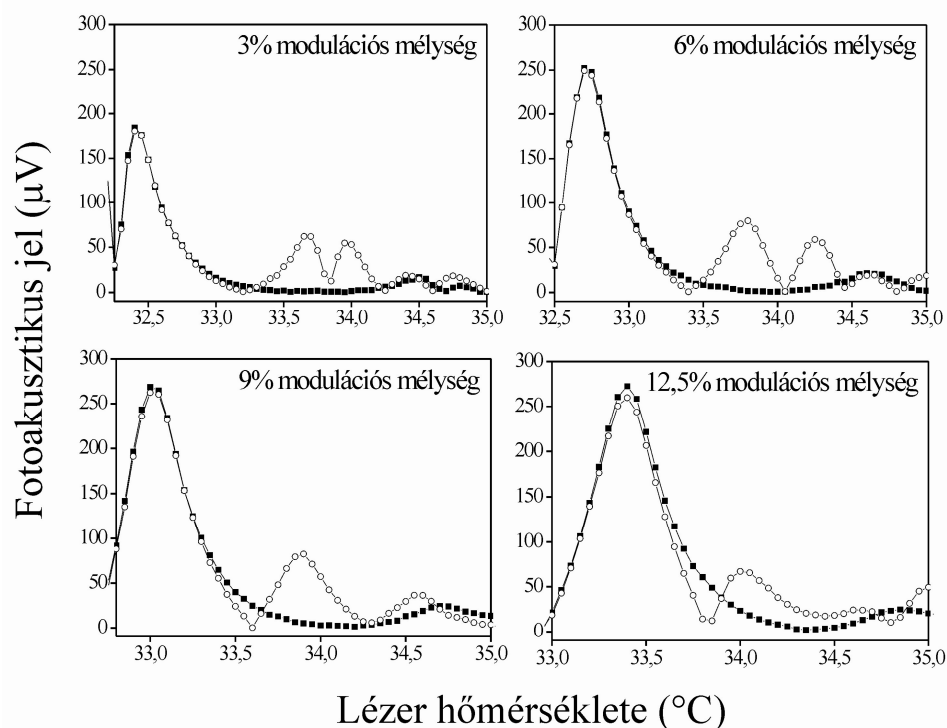 3% modulációs mélység
300
250
200
150
100
50
0
32,5 33,0 33,5 34,0 34,5 35,0
6% modulációs mélység
300
250
200
150
100
50
0
32,5 33,0 33,5 34,0 34,5 35,0
9% modulációs mélység
300
250
200
150
100
50
0
33,0 33,5 34,0 34,5 35,0
12,5% modulációs mélység
300
250
200
150
100
50
0
33,0 33,5 34,0 34,5 35,0
Fotoakusztikus jel (µV)
Lézer hőmérséklete (°C)